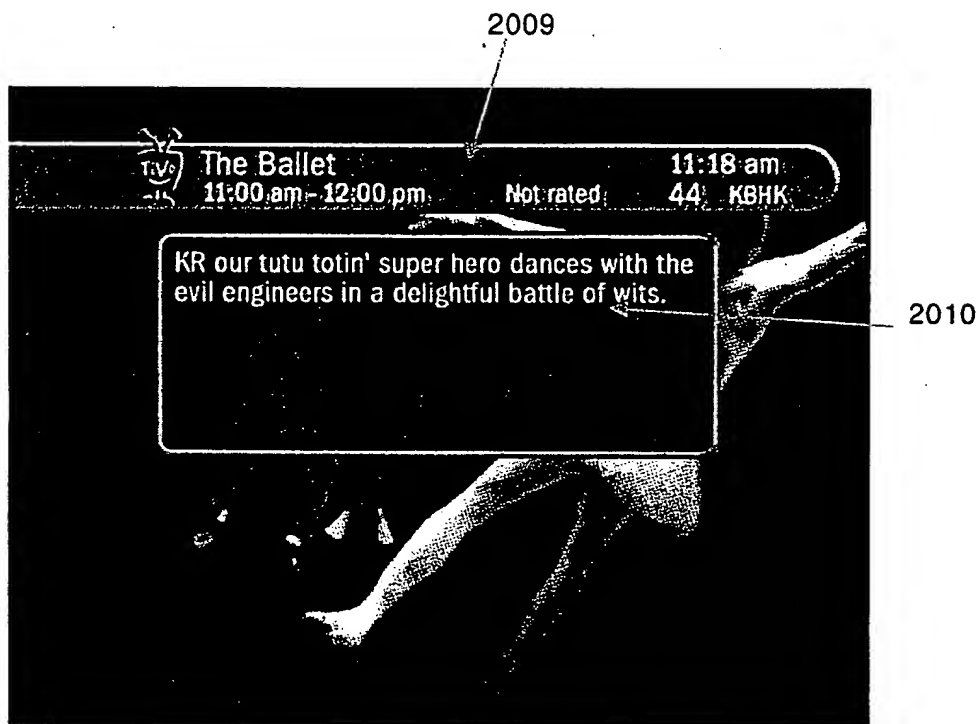 2009
TiVo The Ballet 11:18 am
11:00 am - 12:00 pm Not rated 44 KBHK
KR our tutu totin' super hero dances with the
evil engineers in a delightful battle of wits.
2010